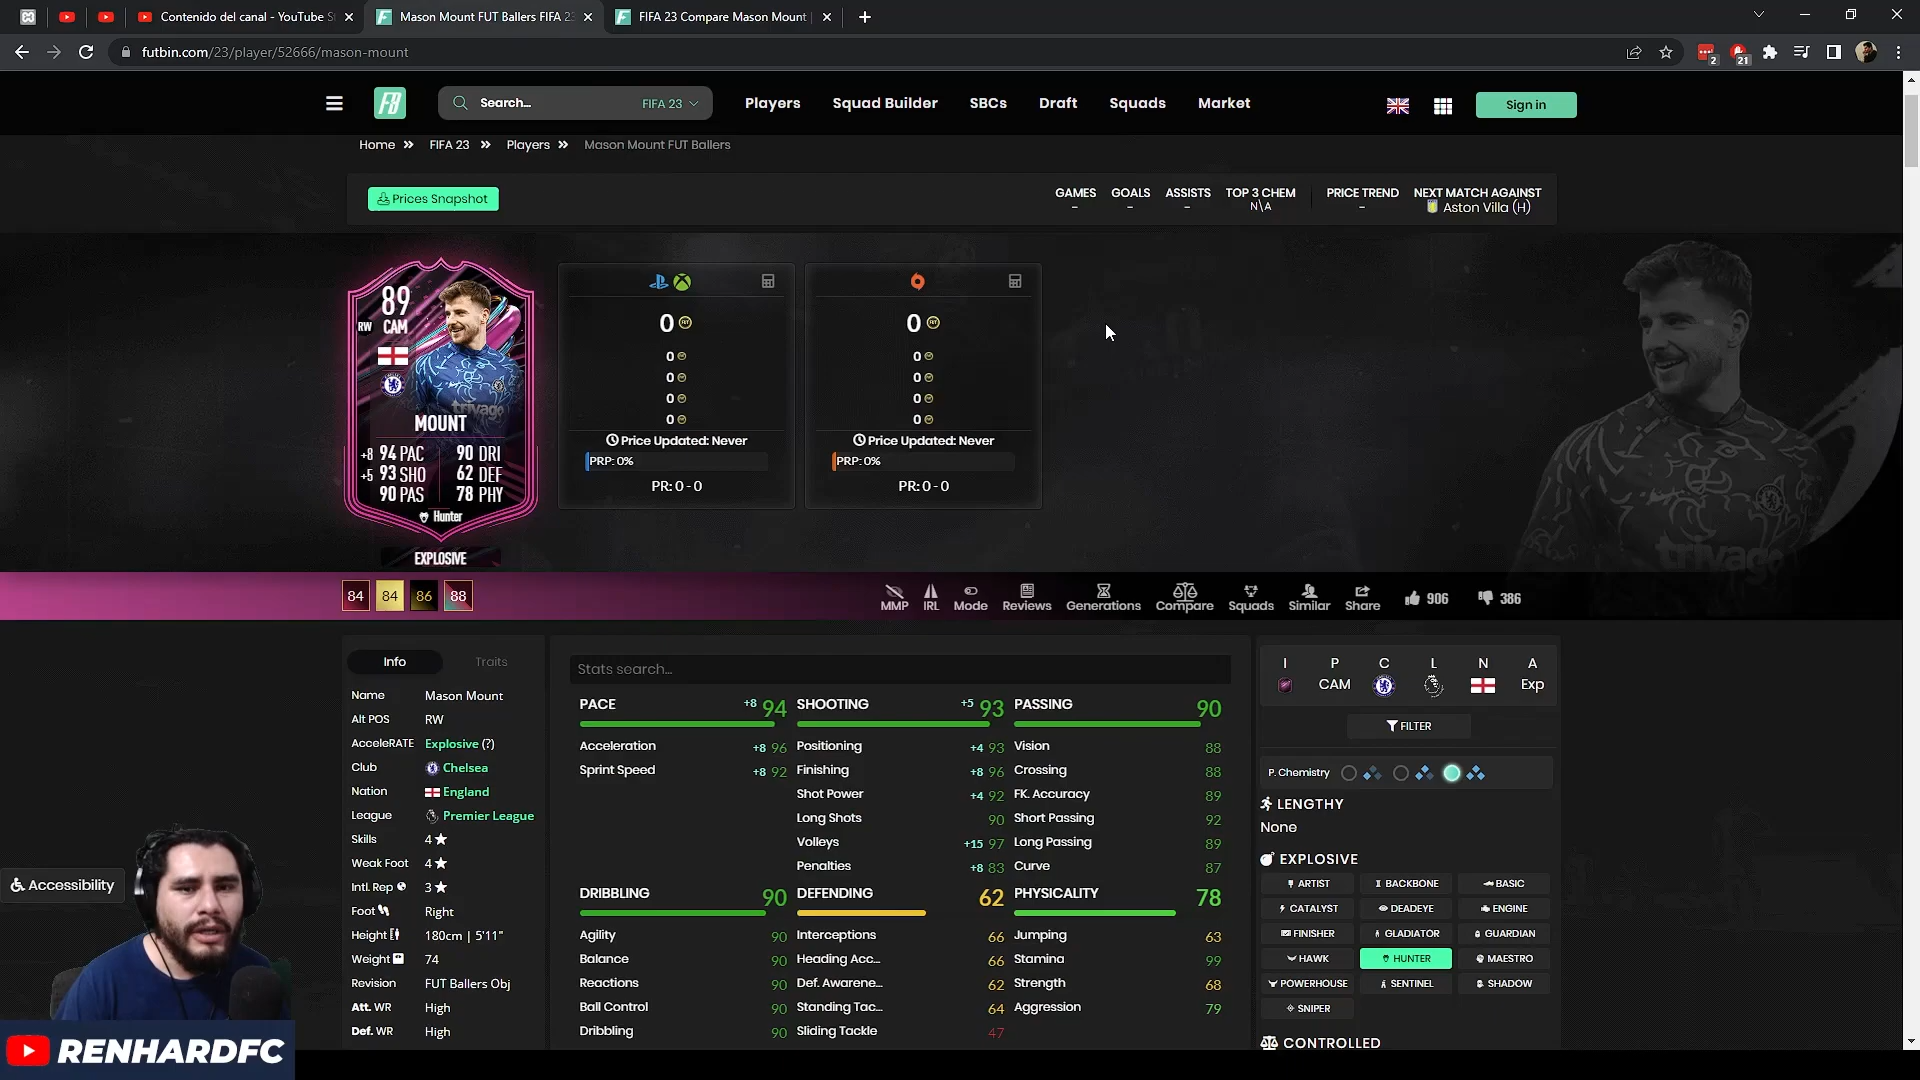 Contenido del canal - YouTube S
Mason Mount FUT Ballers FIFA 23
FIFA 23 Compare Mason Mount
futbin.com/23/player/52666/mason-mount
2
21
FB
Search...
FIFA 23
Players
Squad Builder
SBCs
Draft
Squads
Market
Sign in
Home » FIFA 23 » Players » Mason Mount FUT Ballers
Prices Snapshot
GAMES
-
GOALS
-
ASSISTS
-
TOP 3 CHEM
N\A
PRICE TREND
-
NEXT MATCH AGAINST
Aston Villa (H)
89
RW CAM
trivago
MOUNT
+8 94 PAC 90 DRI
+5 93 SHO 62 DEF
90 PAS 78 PHY
Hunter
EXPLOSIVE
0
0
0
0
0
Price Updated: Never
PRP: 0%
PR: 0 - 0
0
0
0
0
0
Price Updated: Never
PRP: 0%
PR: 0 - 0
trivago
84 84 86 88
MMP
IRL
Mode
Reviews
Generations
Compare
Squads
Similar
Share
906
386
Info
Traits
Name Mason Mount
Alt POS RW
AcceleRATE Explosive (?)
Club Chelsea
Nation England
League Premier League
Skills 4
Weak Foot 4
Intl. Rep 3
Foot Right
Height 180cm | 5'11"
Weight 74
Revision FUT Ballers Obj
Att. WR High
Def. WR High
Stats search...
PACE +8 94
Acceleration +8 96
Sprint Speed +8 92
SHOOTING +5 93
Positioning +4 93
Finishing +8 96
Shot Power +4 92
Long Shots 90
Volleys +15 97
Penalties +8 83
PASSING 90
Vision 88
Crossing 88
FK. Accuracy 89
Short Passing 92
Long Passing 89
Curve 87
DRIBBLING 90
Agility 90
Balance 90
Reactions 90
Ball Control 90
Dribbling 90
DEFENDING 62
Interceptions 66
Heading Acc... 66
Def. Awarene... 62
Standing Tac... 64
Sliding Tackle 47
PHYSICALITY 78
Jumping 63
Stamina 99
Strength 68
Aggression 79
I P C L N A
CAM Exp
FILTER
P. Chemistry
LENGTHY
None
EXPLOSIVE
ARTIST BACKBONE BASIC
CATALYST DEADEYE ENGINE
FINISHER GLADIATOR GUARDIAN
HAWK HUNTER MAESTRO
POWERHOUSE SENTINEL SHADOW
SNIPER
CONTROLLED
Accessibility
RENHARDFC